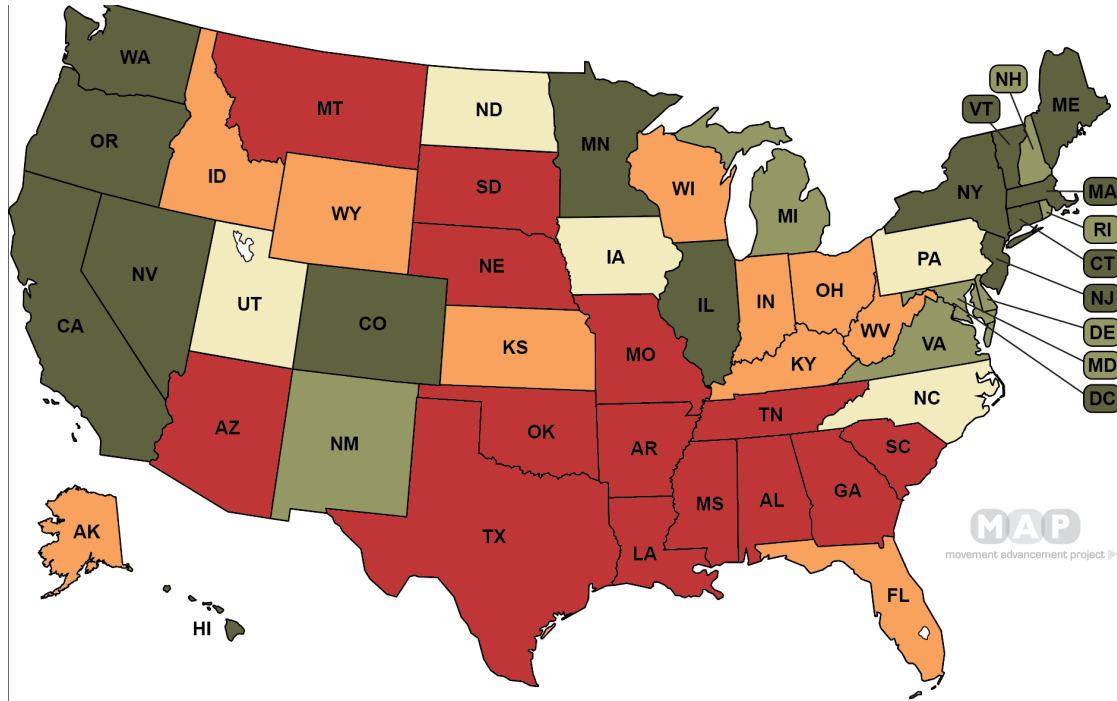 WA
MT
ND
MN
OR
ID
WY
SD
WI
MI
NY
VT
NH
ME
MA
RI
CT
NJ
DE
MD
DC
NV
UT
CA
CO
NE
IA
IL
IN
OH
PA
WV
VA
KS
MO
KY
NC
AZ
NM
OK
AR
TN
SC
TX
LA
MS
AL
GA
FL
AK
HI
MAP
movement advancement project